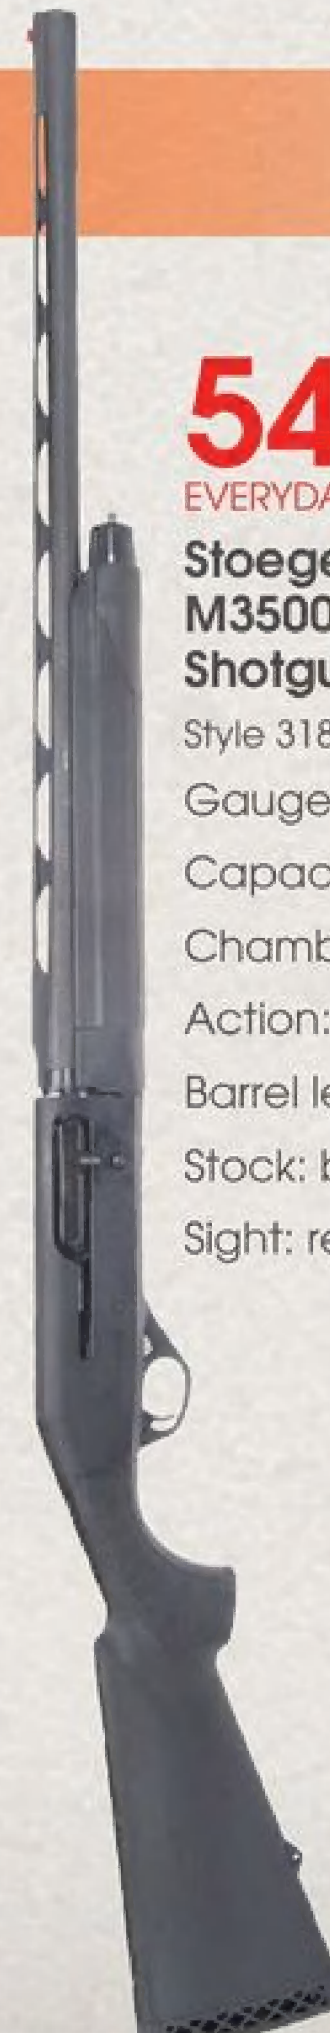 54
EVERYDA
Stoege
M3500
Shotgu
Style 318
Gauge
Capac
Chamb
Action:
Barrel le
Stock: b
Sight: re